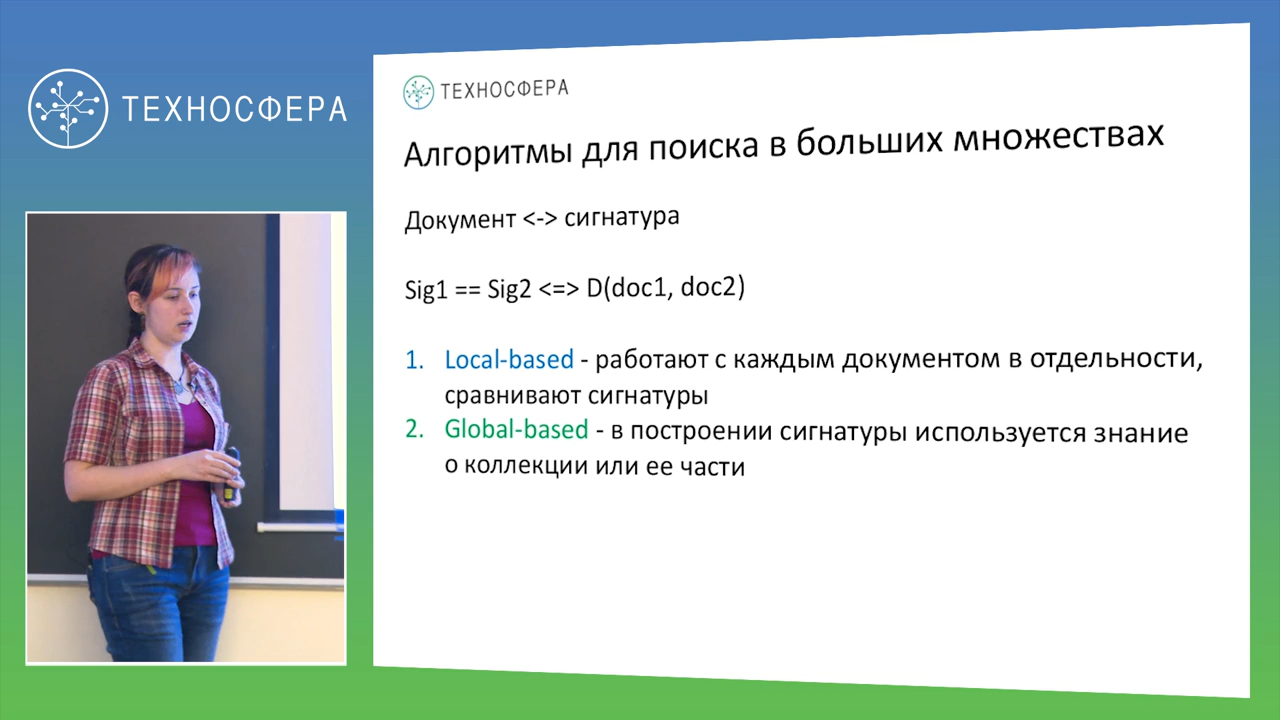 ТЕХНОСФЕРА
ТЕХНОСФЕРА
Алгоритмы для поиска в больших множествах
Документ <-> сигнатура
Sig1 == Sig2 <=> D(doc1, doc2)
1. Local-based - работают с каждым документом в отдельности,
сравнивают сигнатуры
2. Global-based - в построении сигнатуры используется знание
о коллекции или ее части